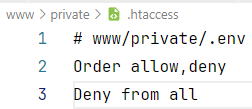 www > private > .htaccess
1 # www/private/.env
2 Order allow,deny
3 Deny from all